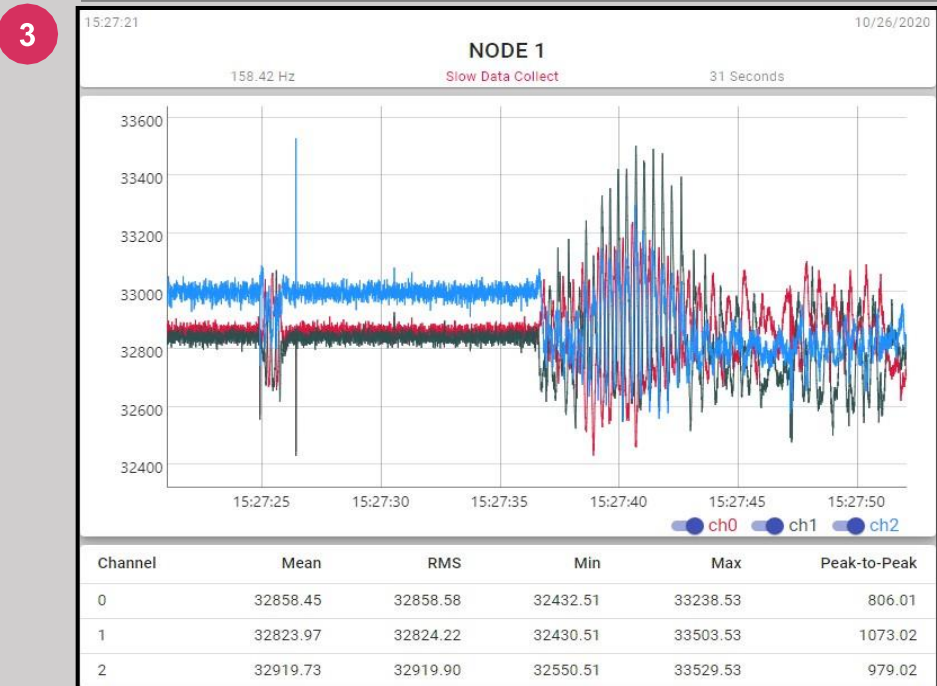 3
15:27:21 10/26/2020
NODE 1
158.42 Hz Slow Data Collect 31 Seconds
33600
33400
33200
33000
32800
32600
32400
15:27:25 15:27:30 15:27:35 15:27:40 15:27:45 15:27:50
ch0 ch1 ch2
Channel Mean RMS Min Max Peak-to-Peak
0 32858.45 32858.58 32432.51 33238.53 806.01
1 32823.97 32824.22 32430.51 33503.53 1073.02
2 32919.73 32919.90 32550.51 33529.53 979.02